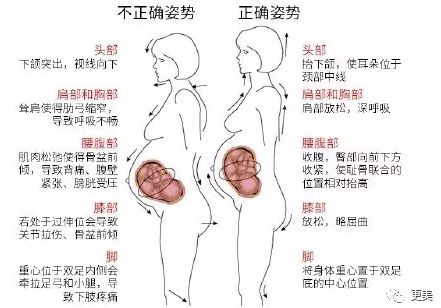 不正确姿势
头部
下颌突出，视线向下
肩部和胸部
耸肩使得肋弓缩窄，
导致呼吸不畅
腰腹部
肌肉松弛使得骨盆前
倾，导致背痛、腹壁
紧张、膀胱受压
膝部
若处于过伸位会导致
关节拉伤、骨盆前倾
脚
重心位于双足内侧会
牵拉足弓和小腿，导
致下肢疼痛
正确姿势
头部
抬下颌，使耳朵位于
颈部中线
肩部和胸部
肩部放松，深呼吸
腰腹部
收腹，臀部向前下方
收紧，使耻骨联合的
位置相对抬高
膝部
放松，略屈曲
脚
将身体重心置于双足
底的中心位置
更美